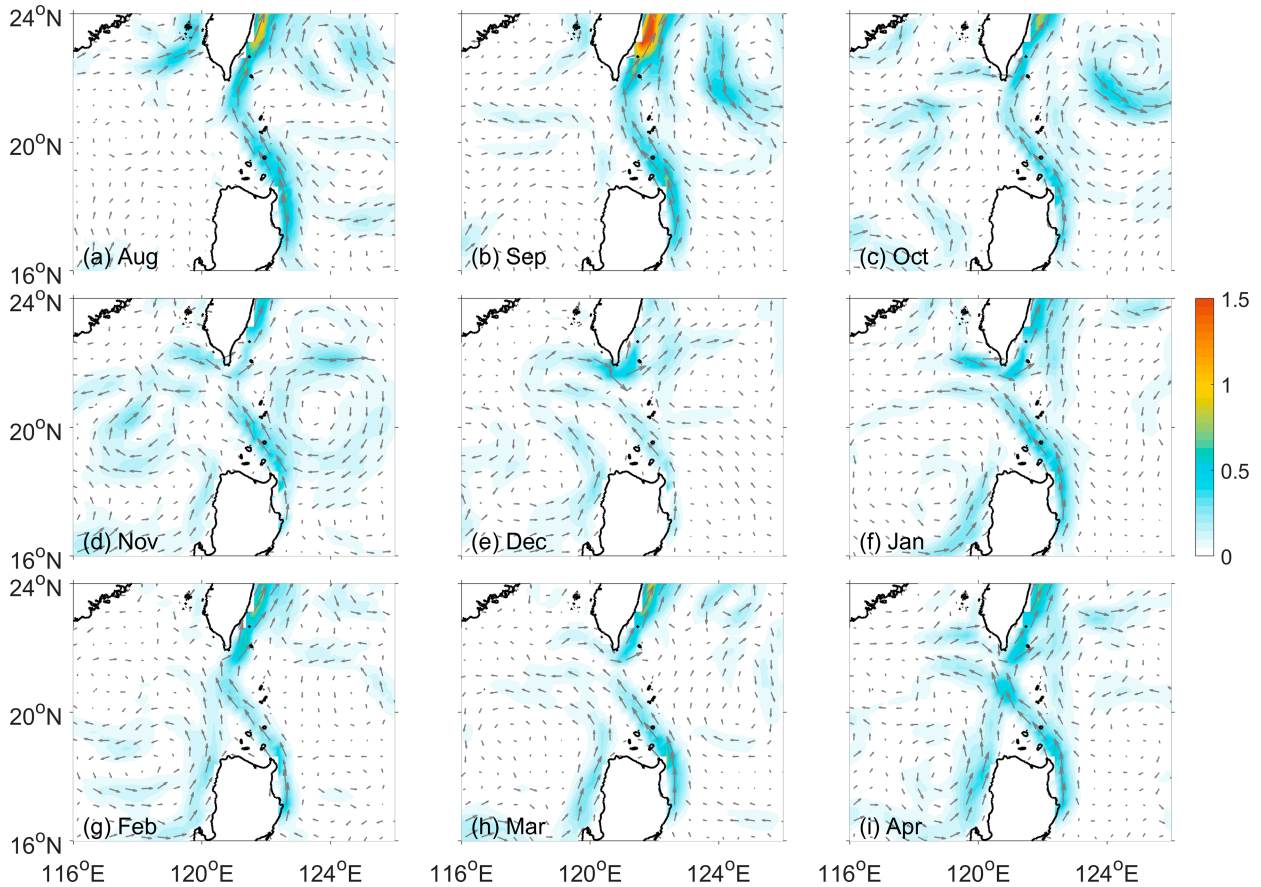 24°N
20°N
16°N
(a) Aug
(b) Sep
(c) Oct
24°N
20°N
16°N
(d) Nov
(e) Dec
(f) Jan
1.5
1
0.5
0
24°N
20°N
16°N
(g) Feb
(h) Mar
(i) Apr
116°E 120°E 124°E 116°E 120°E 124°E 116°E 120°E 124°E